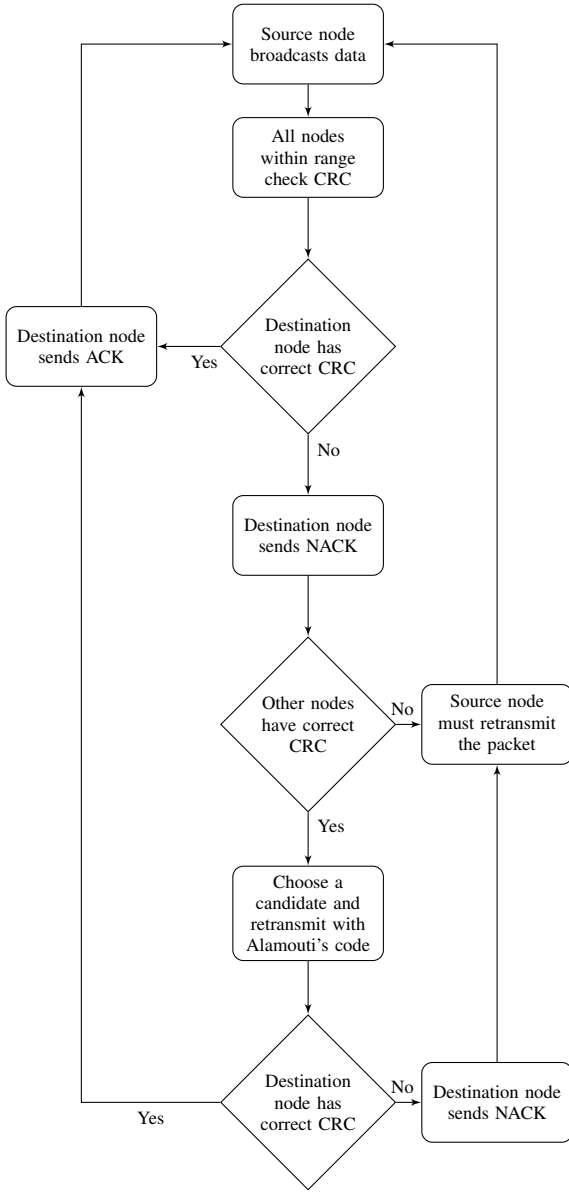 Source node
broadcasts data
All nodes
within range
check CRC
Destination
node has
correct CRC
Yes
Destination node
sends ACK
No
Destination node
sends NACK
Other nodes
have correct
CRC
No
Source node
must retransmit
the packet
Yes
Choose a
candidate and
retransmit with
Alamouti's code
Destination
node has
correct CRC
Yes
No
Destination node
sends NACK